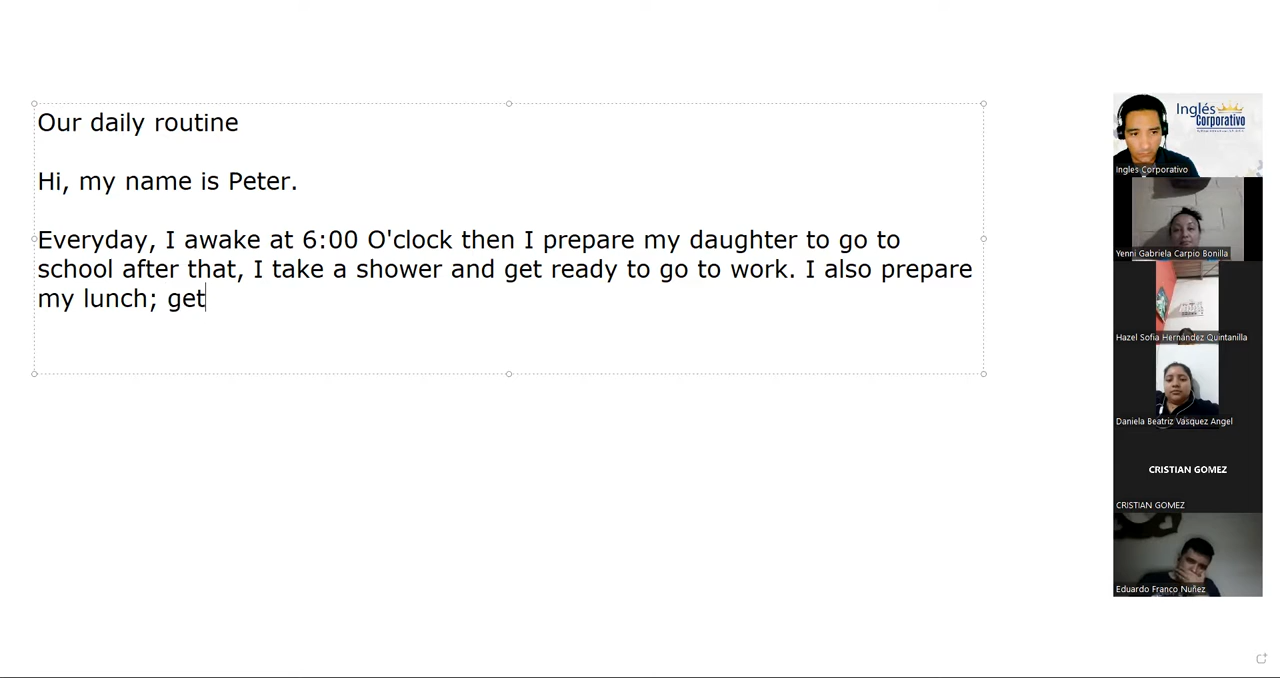 Our daily routine
Hi, my name is Peter.
Everyday, I awake at 6:00 O'clock then I prepare my daughter to go to
school after that, I take a shower and get ready to go to work. I also prepare
my lunch; get
Inglés
Corporativo
Ingles Corporativo
Yenni Gabriela Carpio Bonilla
Hazel Sofia Hernández Quintanilla
Daniela Beatriz Vasquez Angel
CRISTIAN GOMEZ
CRISTIAN GOMEZ
Eduardo Franco Nuñez